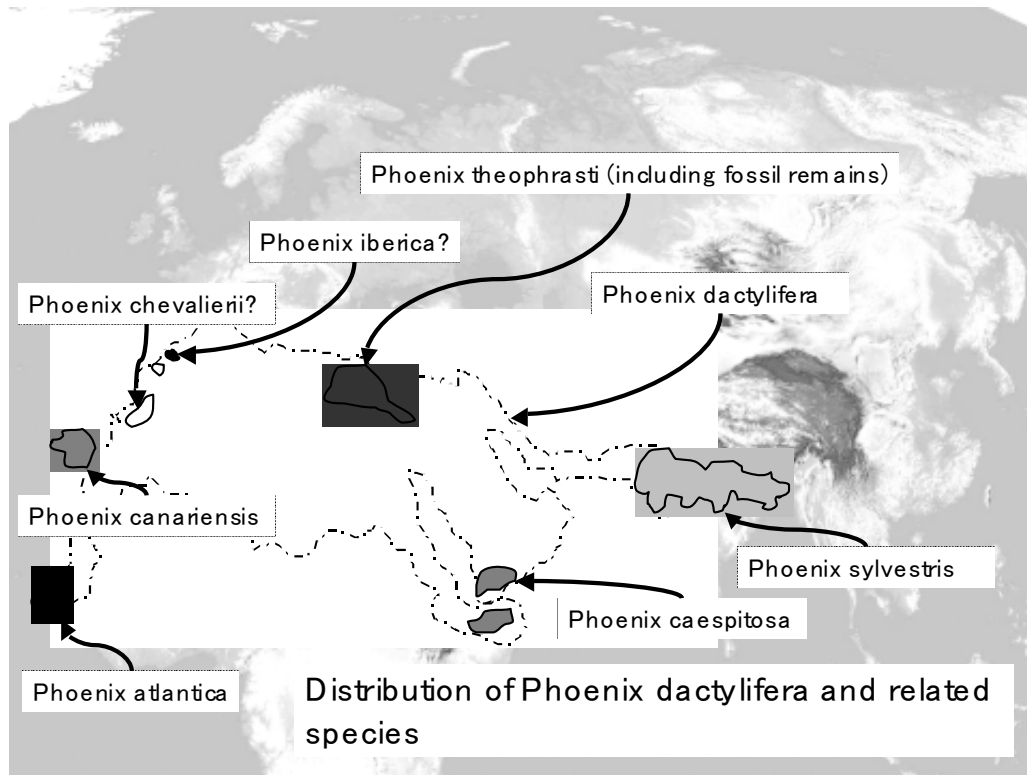 Phoenix theophrasti (including fossil remains)
Phoenix iberica?
Phoenix dactylifera
Phoenix chevalierii?
Phoenix canariensis
Phoenix sylvestris
Phoenix caespitosa
Phoenix atlantica
Distribution of Phoenix dactylifera and related
species